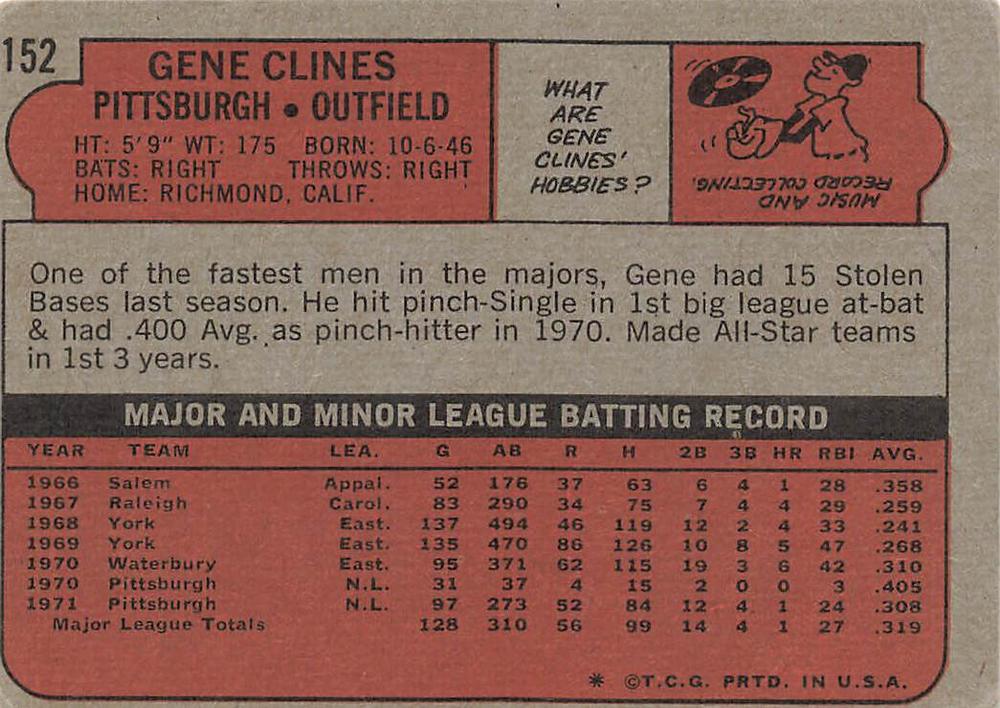 152
GENE CLINES
PITTSBURGH • OUTFIELD
HT: 5'9" WT: 175 BORN: 10-6-46
BATS: RIGHT THROWS: RIGHT
HOME: RICHMOND, CALIF.
WHAT
ARE
GENE
CLINES'
HOBBIES?
MUSIC AND
RECORD COLLECTING.
One of the fastest men in the majors, Gene had 15 Stolen
Bases last season. He hit pinch-Single in 1st big league at-bat
& had .400 Avg. as pinch-hitter in 1970. Made All-Star teams
in 1st 3 years.
MAJOR AND MINOR LEAGUE BATTING RECORD
YEAR TEAM LEA. G AB R H 2B 3B HR RBI AVG.
1966 Salem Appal. 52 176 37 63 6 4 1 28 .358
1967 Raleigh Carol. 83 290 34 75 7 4 4 29 .259
1968 York East. 137 494 46 119 12 2 4 33 .241
1969 York East. 135 470 86 126 10 8 5 47 .268
1970 Waterbury East. 95 371 62 115 19 3 6 42 .310
1970 Pittsburgh N.L. 31 37 4 15 2 0 0 3 .405
1971 Pittsburgh N.L. 97 273 52 84 12 4 1 24 .308
Major League Totals 128 310 56 99 14 4 1 27 .319
* ©T.C.G. PRTD. IN U.S.A.